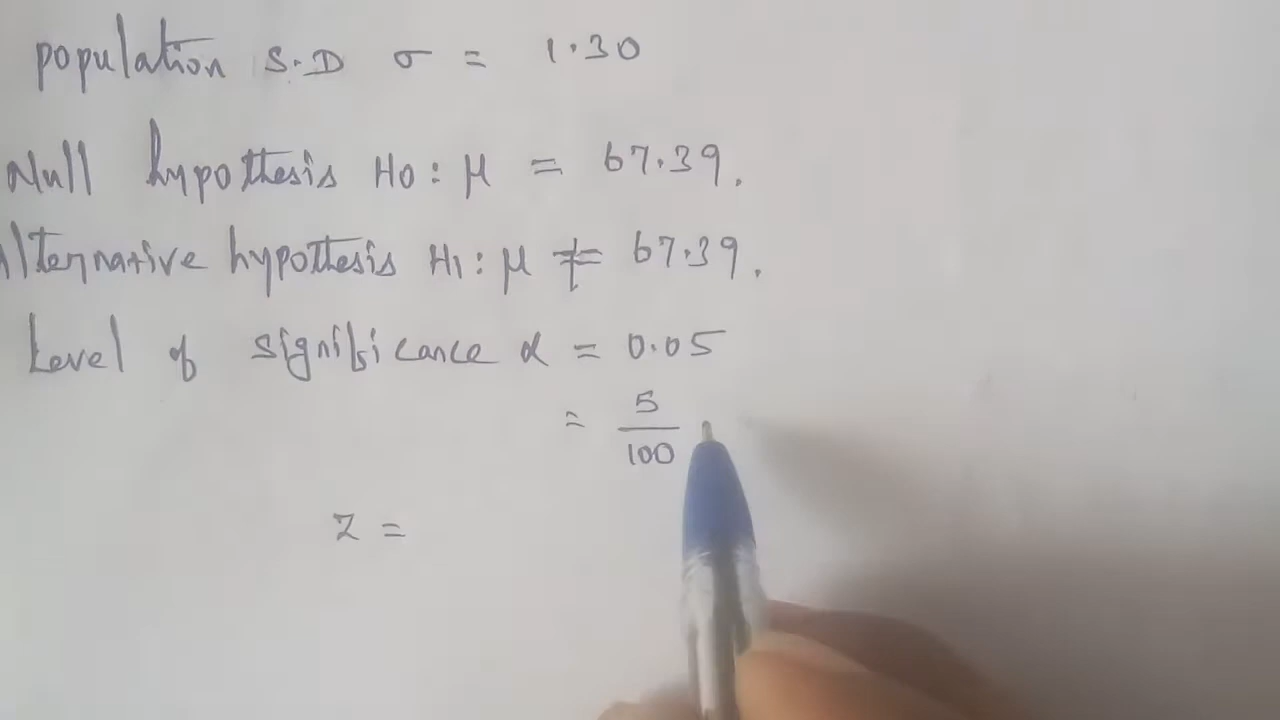 population S.D σ = 1.30
Null hypothesis H0 : μ = 67.39.
Alternative hypothesis H1 : μ ≠ 67.39.
Level of significance α = 0.05
= 5/100
Z =